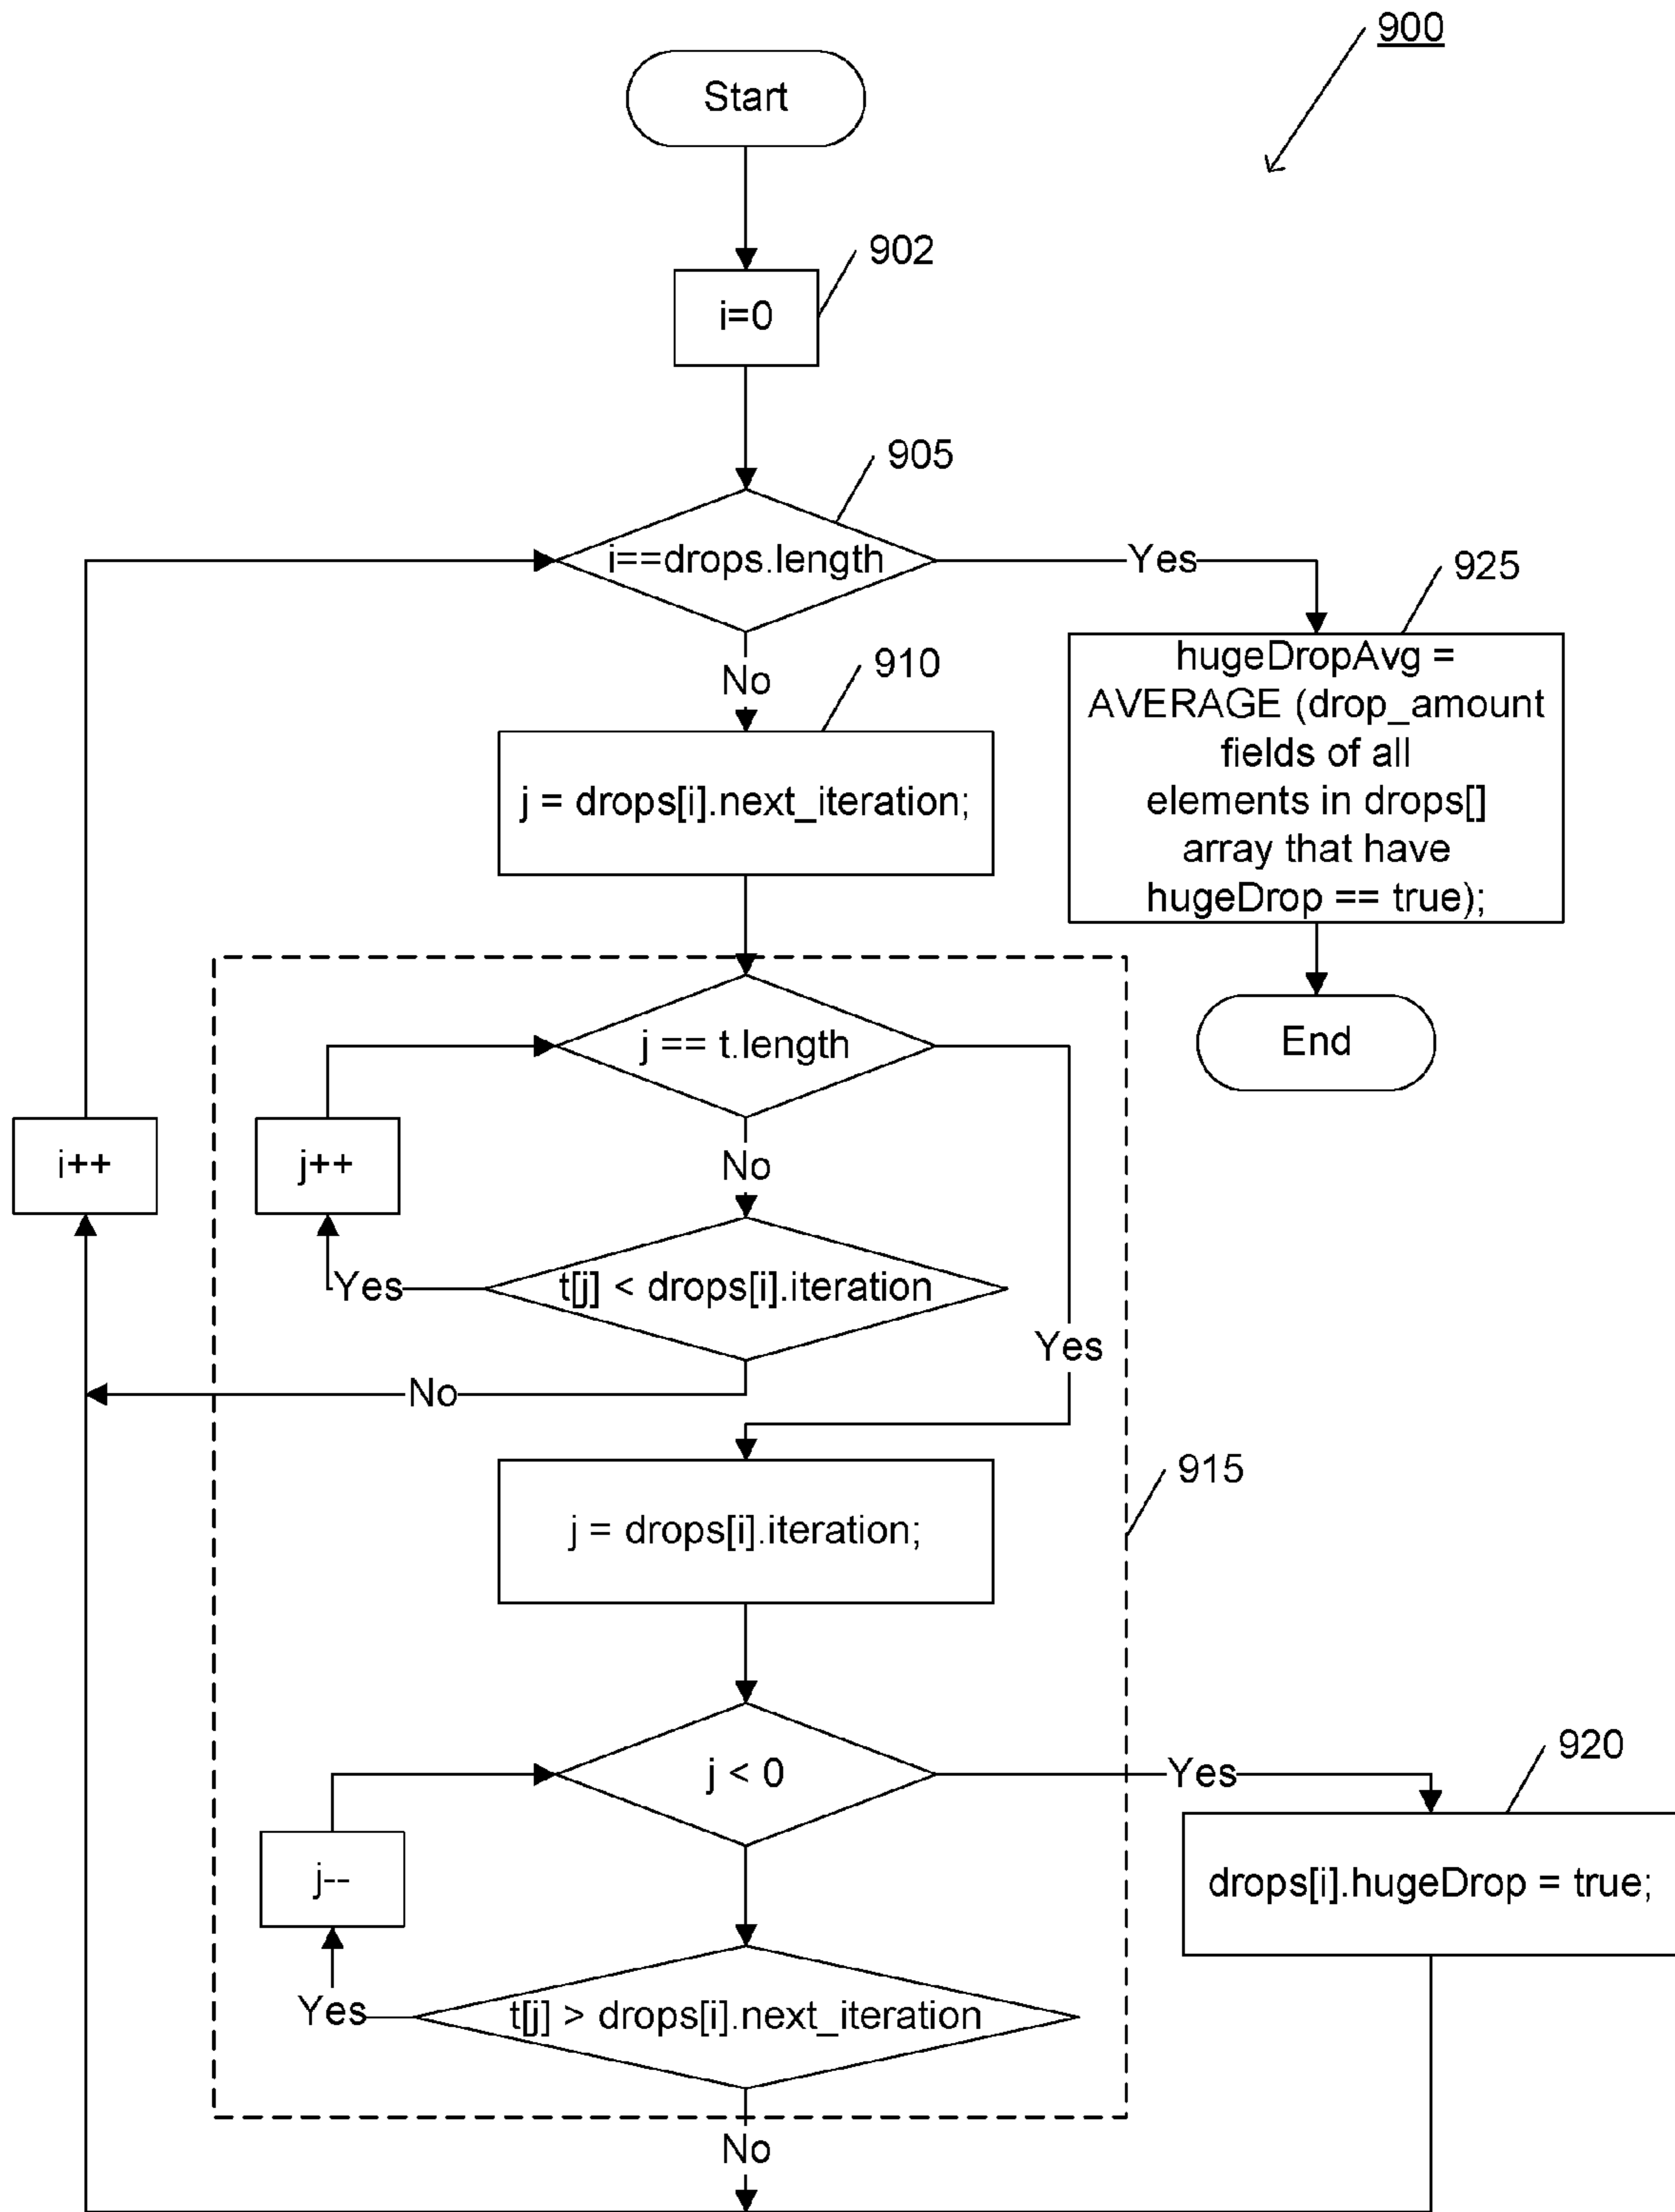 900
Start
902
i=0
905
i==drops.length
Yes
925
No
910
hugeDropAvg =
AVERAGE (drop_amount
fields of all
elements in drops[]
array that have
hugeDrop == true);
j = drops[i].next_iteration;
j == t.length
End
i++
j++
No
t[j] < drops[i].iteration
Yes
Yes
No
915
j = drops[i].iteration;
j < 0
Yes
920
j--
drops[i].hugeDrop = true;
t[j] > drops[i].next_iteration
Yes
No